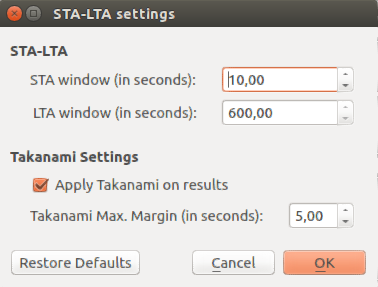 STA-LTA settings
STA-LTA
STA window (in seconds): 10,00
LTA window (in seconds): 600,00
Takanami Settings
Apply Takanami on results
Takanami Max. Margin (in seconds): 5,00
Restore Defaults Cancel OK